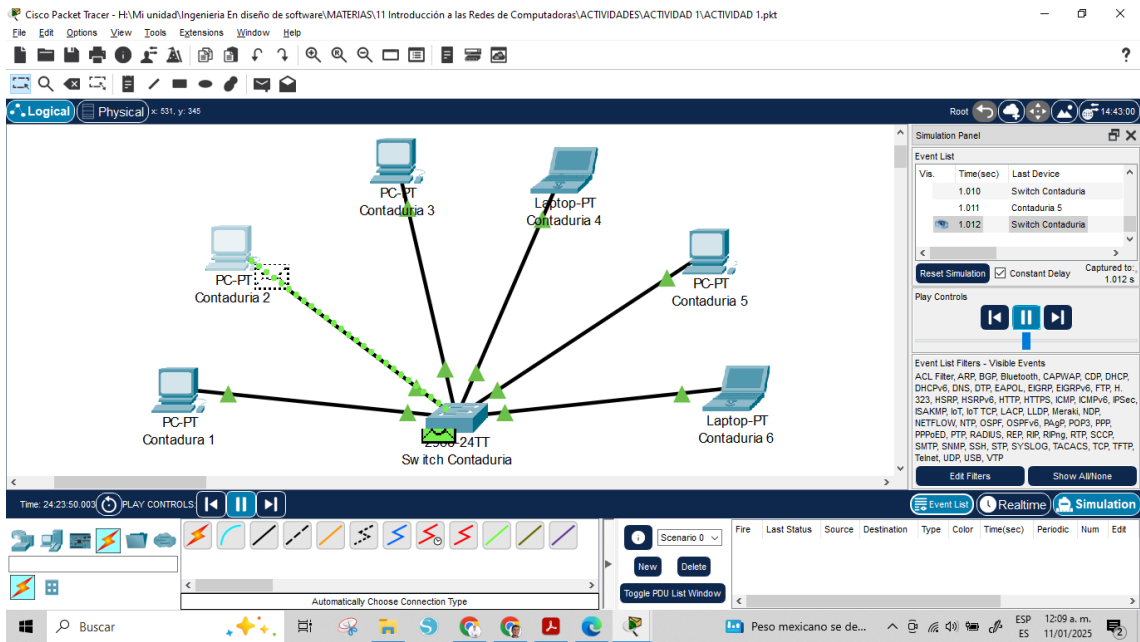 Cisco Packet Tracer - H:\Mi unidad\Ingenieria En diseño de software\MATERIAS\11 Introducción a las Redes de Computadoras\ACTIVIDADES\ACTIVIDAD 1\ACTIVIDAD 1.pkt
File Edit Options View Tools Extensions Window Help
?
Logical Physical x: 531, y: 345
Root 14:43:00
PC-PT
Contaduria 3
Laptop-PT
Contaduria 4
PC-PT
Contaduria 2
PC-PT
Contaduria 5
PC-PT
Contadura 1
2960-24TT
Switch Contaduria
Laptop-PT
Contaduria 6
Simulation Panel
Event List
Vis. Time(sec) Last Device
1.010 Switch Contaduria
1.011 Contaduria 5
1.012 Switch Contaduria
Reset Simulation Constant Delay Captured to:
1.012 s
Play Controls
Event List Filters - Visible Events
ACL Filter, ARP, BGP, Bluetooth, CAPWAP, CDP, DHCP,
DHCPv6, DNS, DTP, EAPOL, EIGRP, EIGRPv6, FTP, H.
323, HSRP, HSRPv6, HTTP, HTTPS, ICMP, ICMPv6, IPSec,
ISAKMP, IoT, IoT TCP, LACP, LLDP, Meraki, NDP,
NETFLOW, NTP, OSPF, OSPFv6, PAgP, POP3, PPP,
PPPoED, PTP, RADIUS, REP, RIP, RIPng, RTP, SCCP,
SMTP, SNMP, SSH, STP, SYSLOG, TACACS, TCP, TFTP,
Telnet, UDP, USB, VTP
Edit Filters Show All/None
Time: 24:23:50.003 PLAY CONTROLS:
Event List Realtime Simulation
Scenario 0
New Delete
Toggle PDU List Window
Fire Last Status Source Destination Type Color Time(sec) Periodic Num Edit
Automatically Choose Connection Type
Buscar
Peso mexicano se de...
ESP
ES
12:09 a. m.
11/01/2025
2